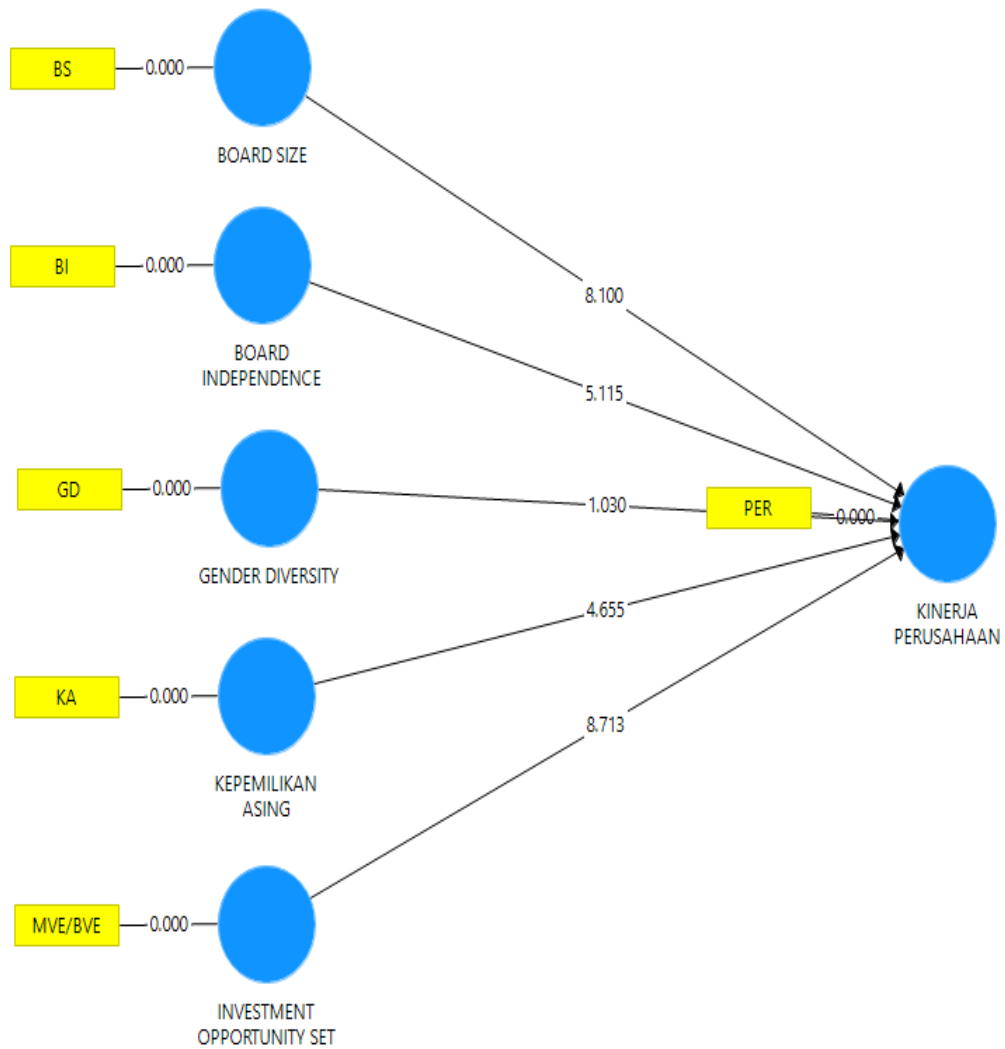 BS
0.000
BOARD SIZE
8.100
BI
0.000
BOARD
INDEPENDENCE
5.115
GD
0.000
GENDER DIVERSITY
1.030
PER
0.000
KINERJA
PERUSAHAAN
KA
0.000
KEPEMILIKAN
ASING
4.655
MVE/BVE
0.000
INVESTMENT
OPPORTUNITY SET
8.713